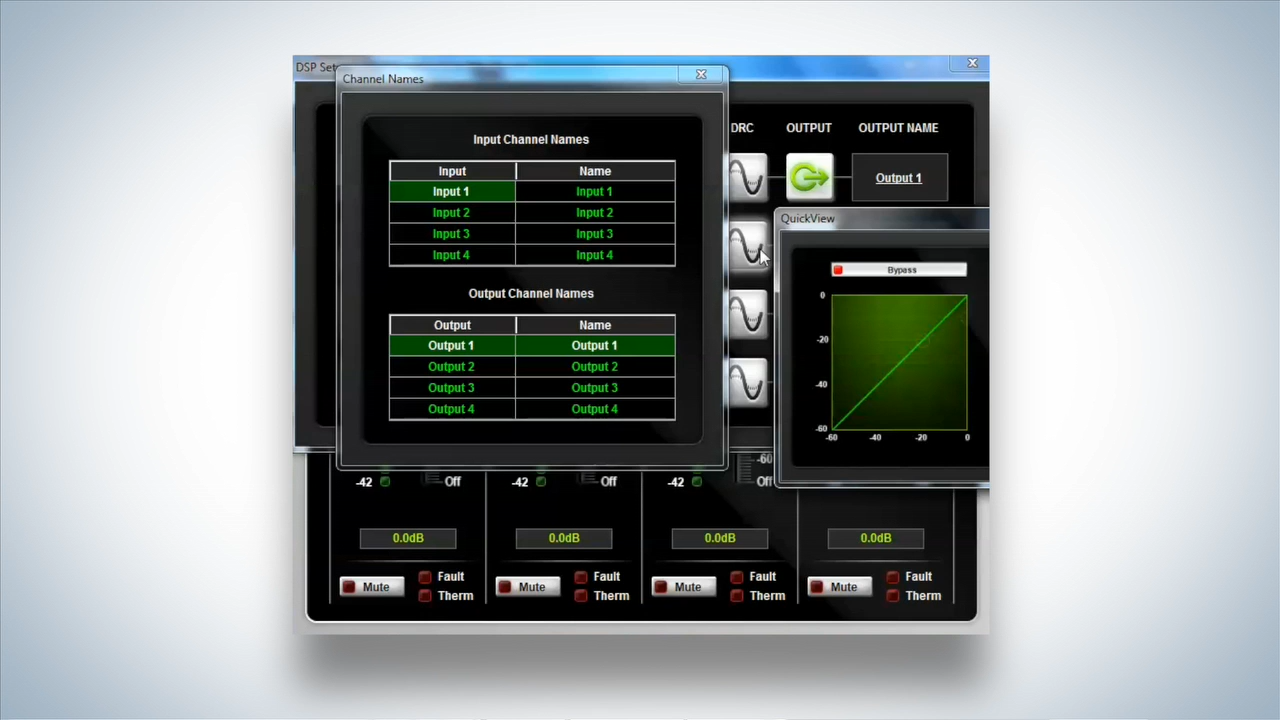 DSP Set
Channel Names
Input Channel Names
Input Name
Input 1 Input 1
Input 2 Input 2
Input 3 Input 3
Input 4 Input 4
Output Channel Names
Output Name
Output 1 Output 1
Output 2 Output 2
Output 3 Output 3
Output 4 Output 4
DRC OUTPUT OUTPUT NAME
Output 1
QuickView
Bypass
0
-20
-40
-60
-60 -40 -20 0
-60
-42 Off -42 Off -42 Off
0.0dB 0.0dB 0.0dB 0.0dB
Mute Fault Mute Fault Mute Fault Mute Fault
Therm Therm Therm Therm